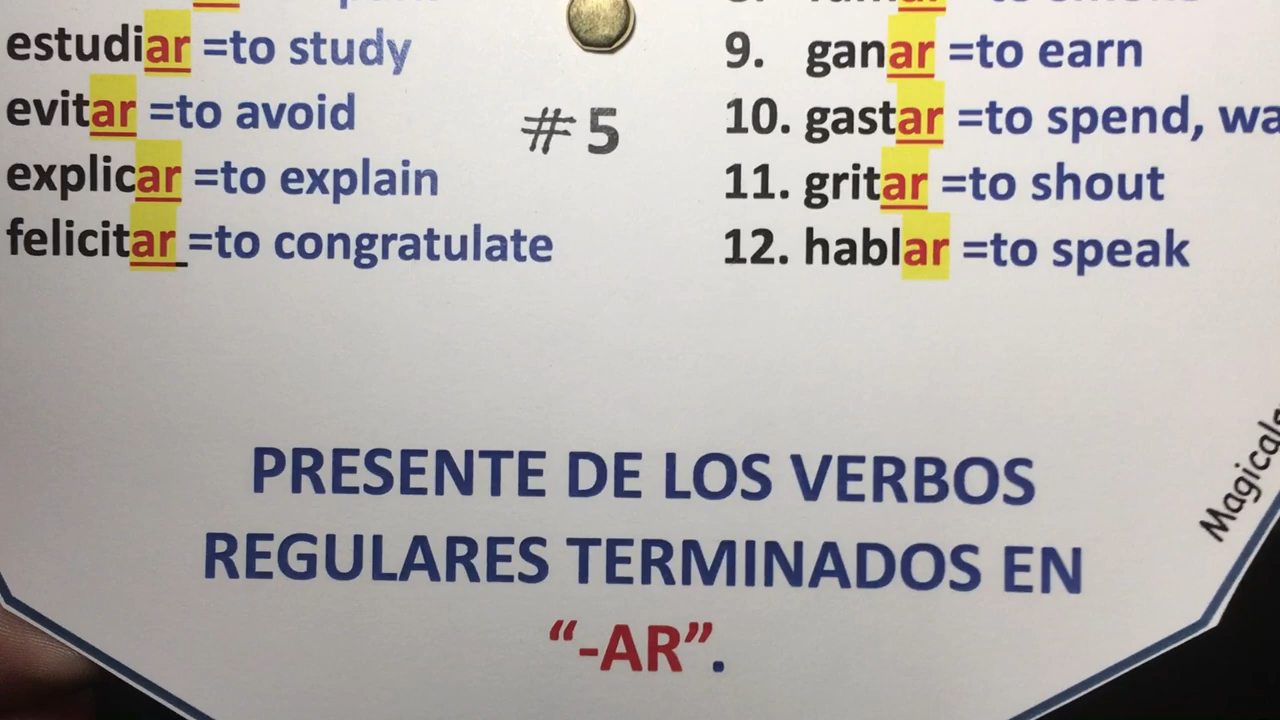 estudiar =to study
evitar =to avoid
explicar =to explain
felicitar =to congratulate
#5
9. ganar =to earn
10. gastar =to spend,
11. gritar =to shout
12. hablar =to speak
PRESENTE DE LOS VERBOS
REGULARES TERMINADOS EN
“-AR”.